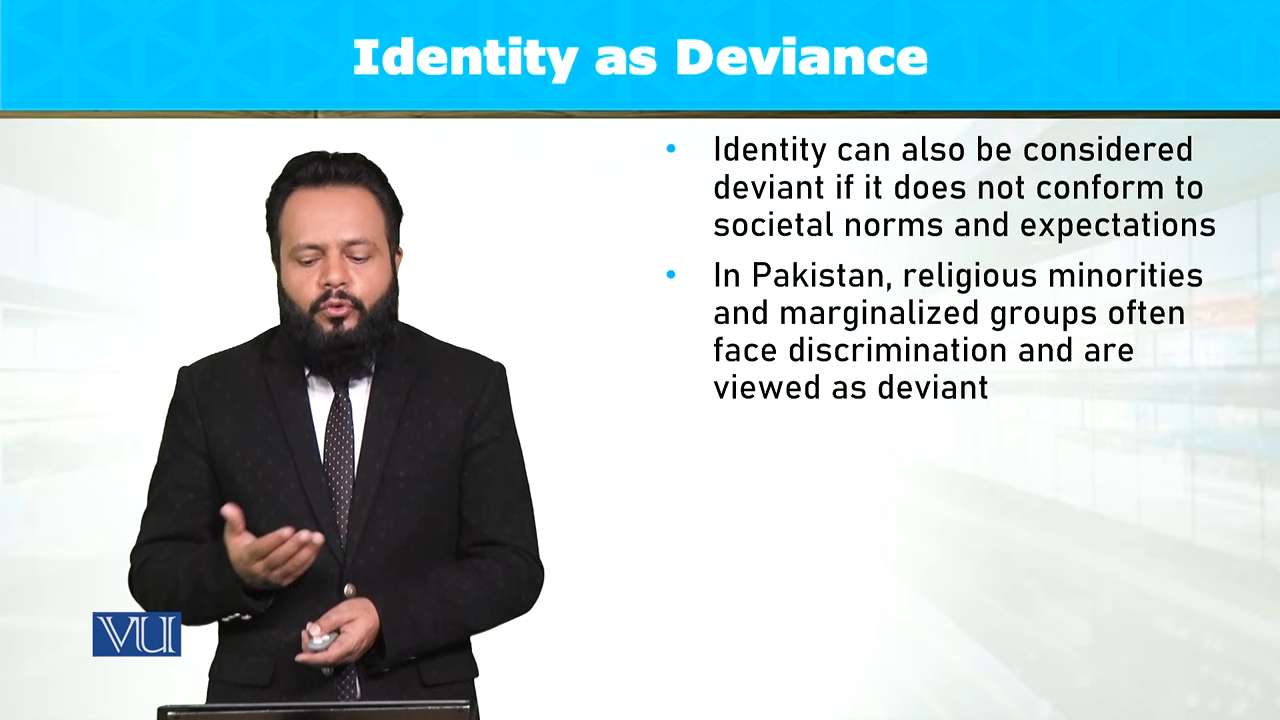 Identity as Deviance
• Identity can also be considered
deviant if it does not conform to
societal norms and expectations
• In Pakistan, religious minorities
and marginalized groups often
face discrimination and are
viewed as deviant
VU